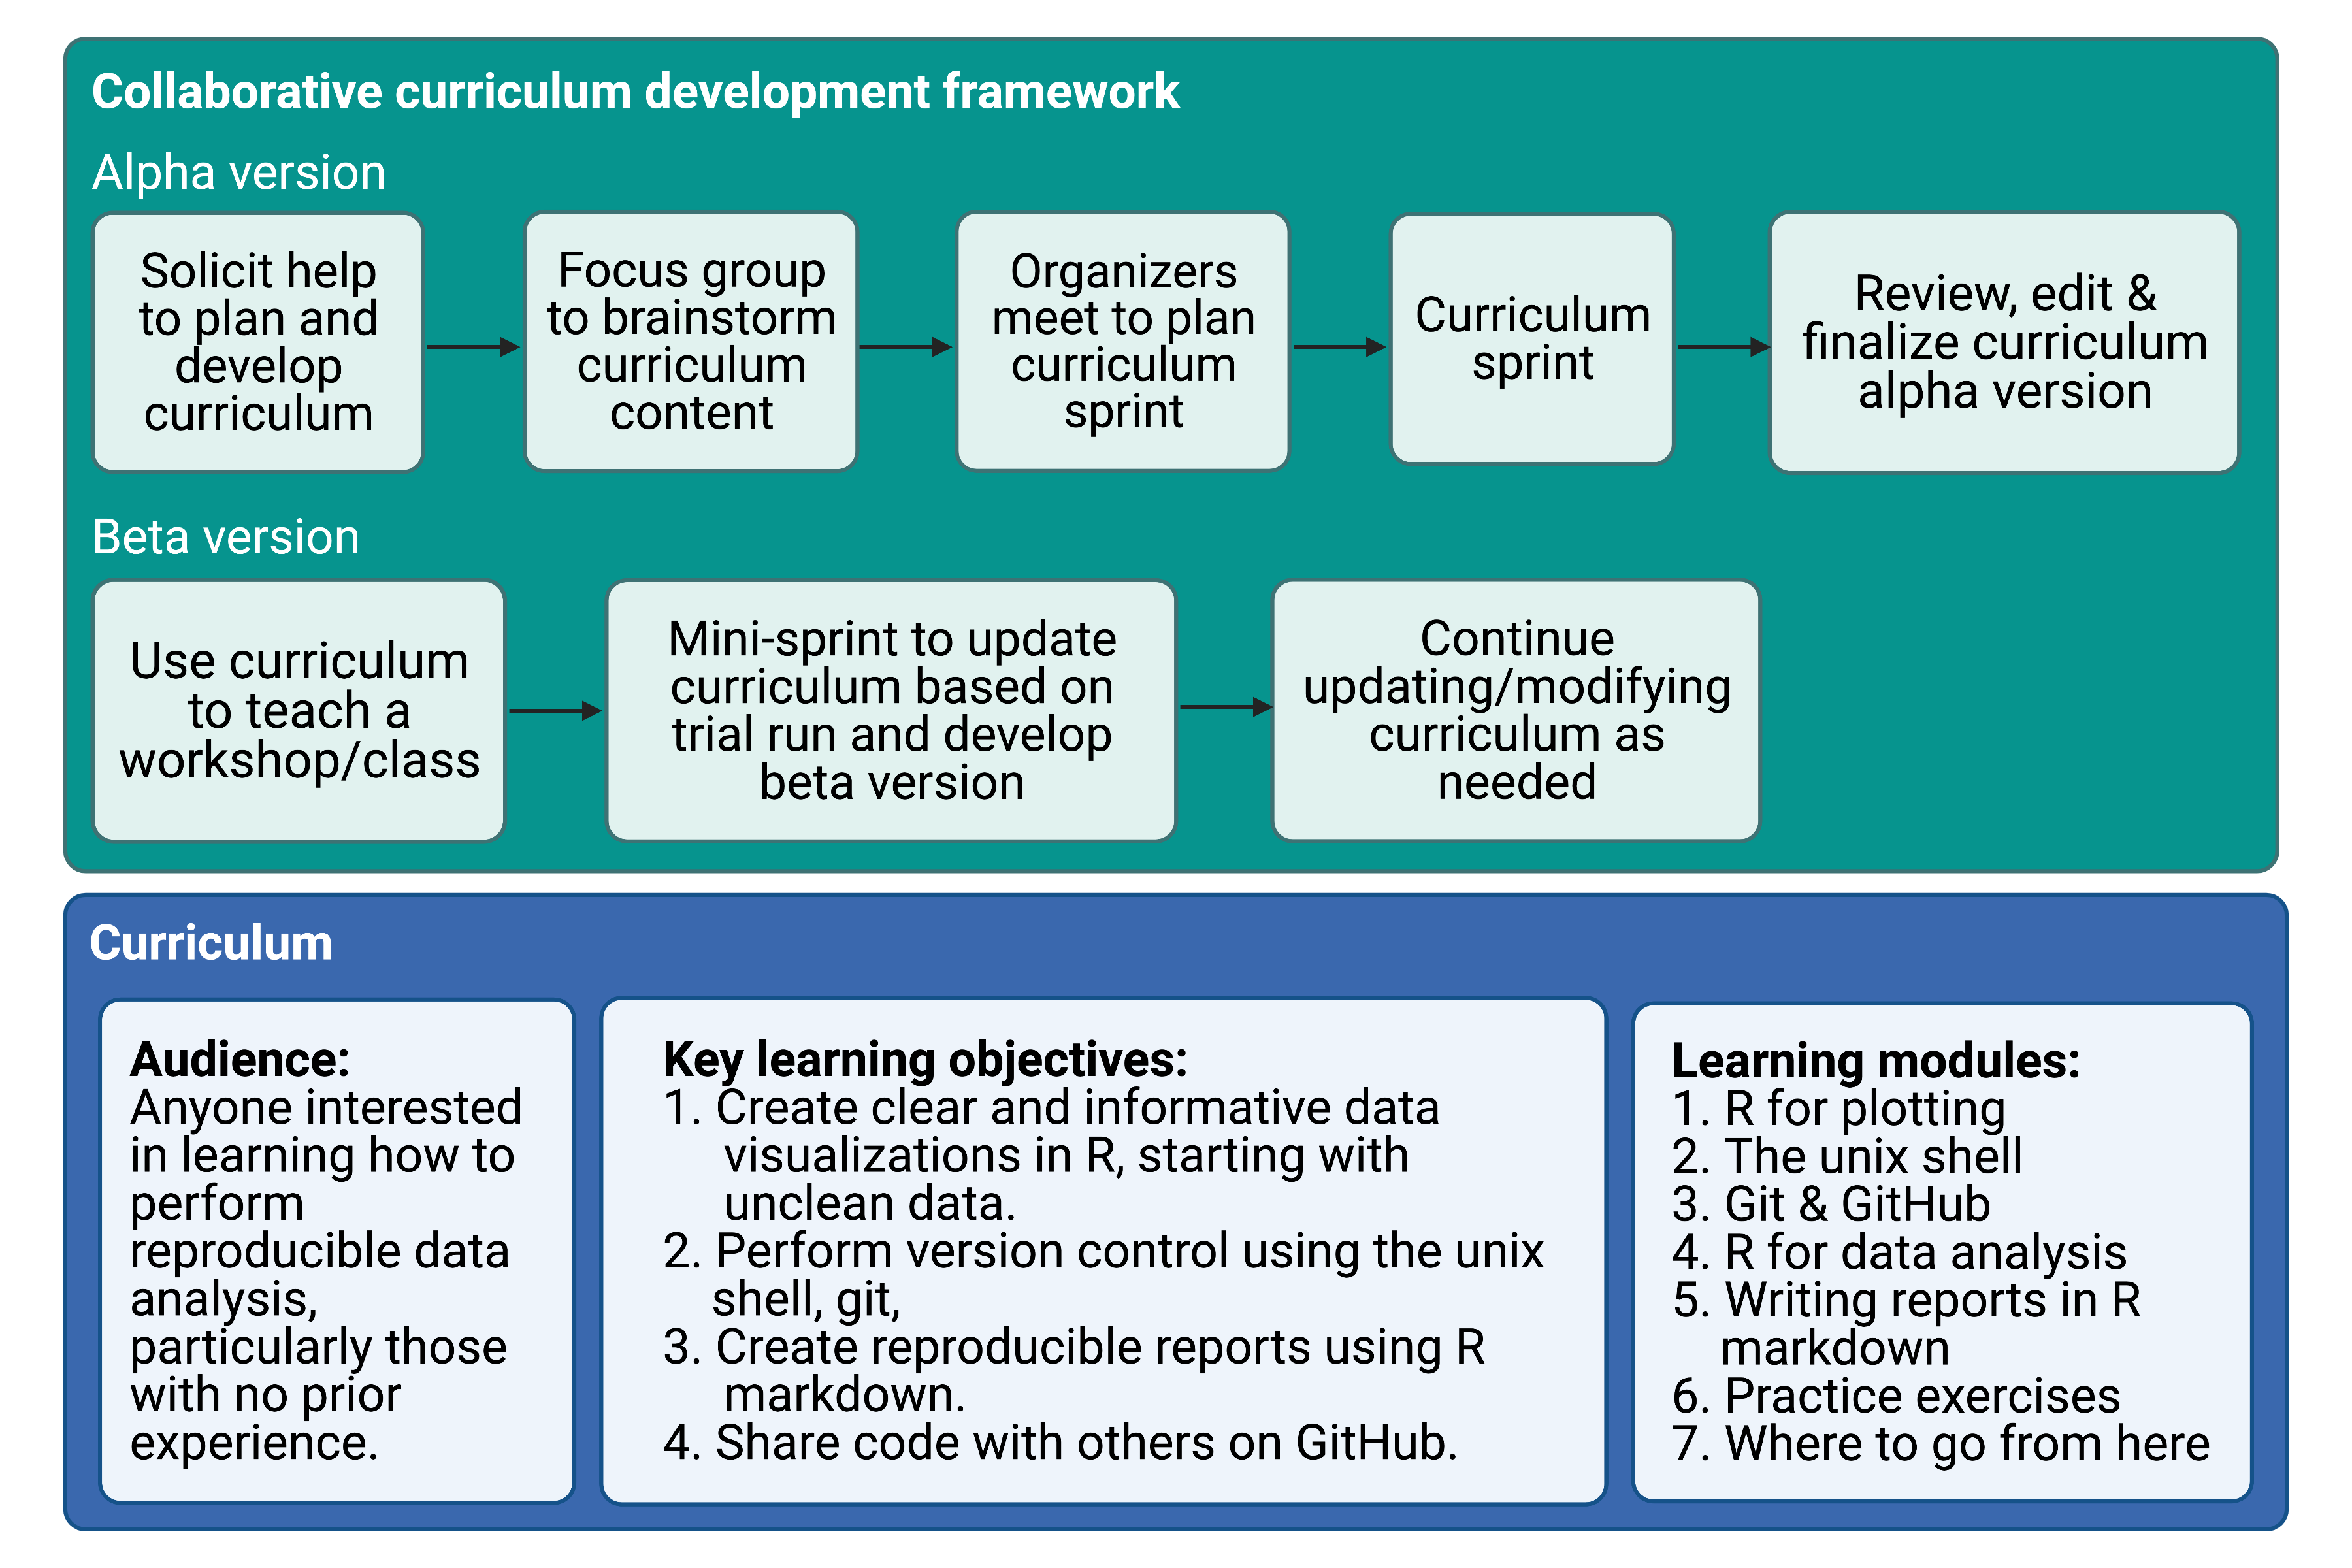 Collaborative curriculum development framework
Alpha version
Solicit help
to plan and
develop
curriculum
Focus group
to brainstorm
curriculum
content
Organizers
meet to plan
curriculum
sprint
Curriculum
sprint
Review, edit &
finalize curriculum
alpha version
Beta version
Use curriculum
to teach a
workshop/class
Mini-sprint to update
curriculum based on
trial run and develop
beta version
Continue
updating/modifying
curriculum as
needed
Curriculum
Audience:
Anyone interested
in learning how to
perform
reproducible data
analysis,
particularly those
with no prior
experience.
Key learning objectives:
1. Create clear and informative data
visualizations in R, starting with
unclean data.
2. Perform version control using the unix
shell, git,
3. Create reproducible reports using R
markdown.
4. Share code with others on GitHub.
Learning modules:
1. R for plotting
2. The unix shell
3. Git & GitHub
4. R for data analysis
5. Writing reports in R
markdown
6. Practice exercises
7. Where to go from here